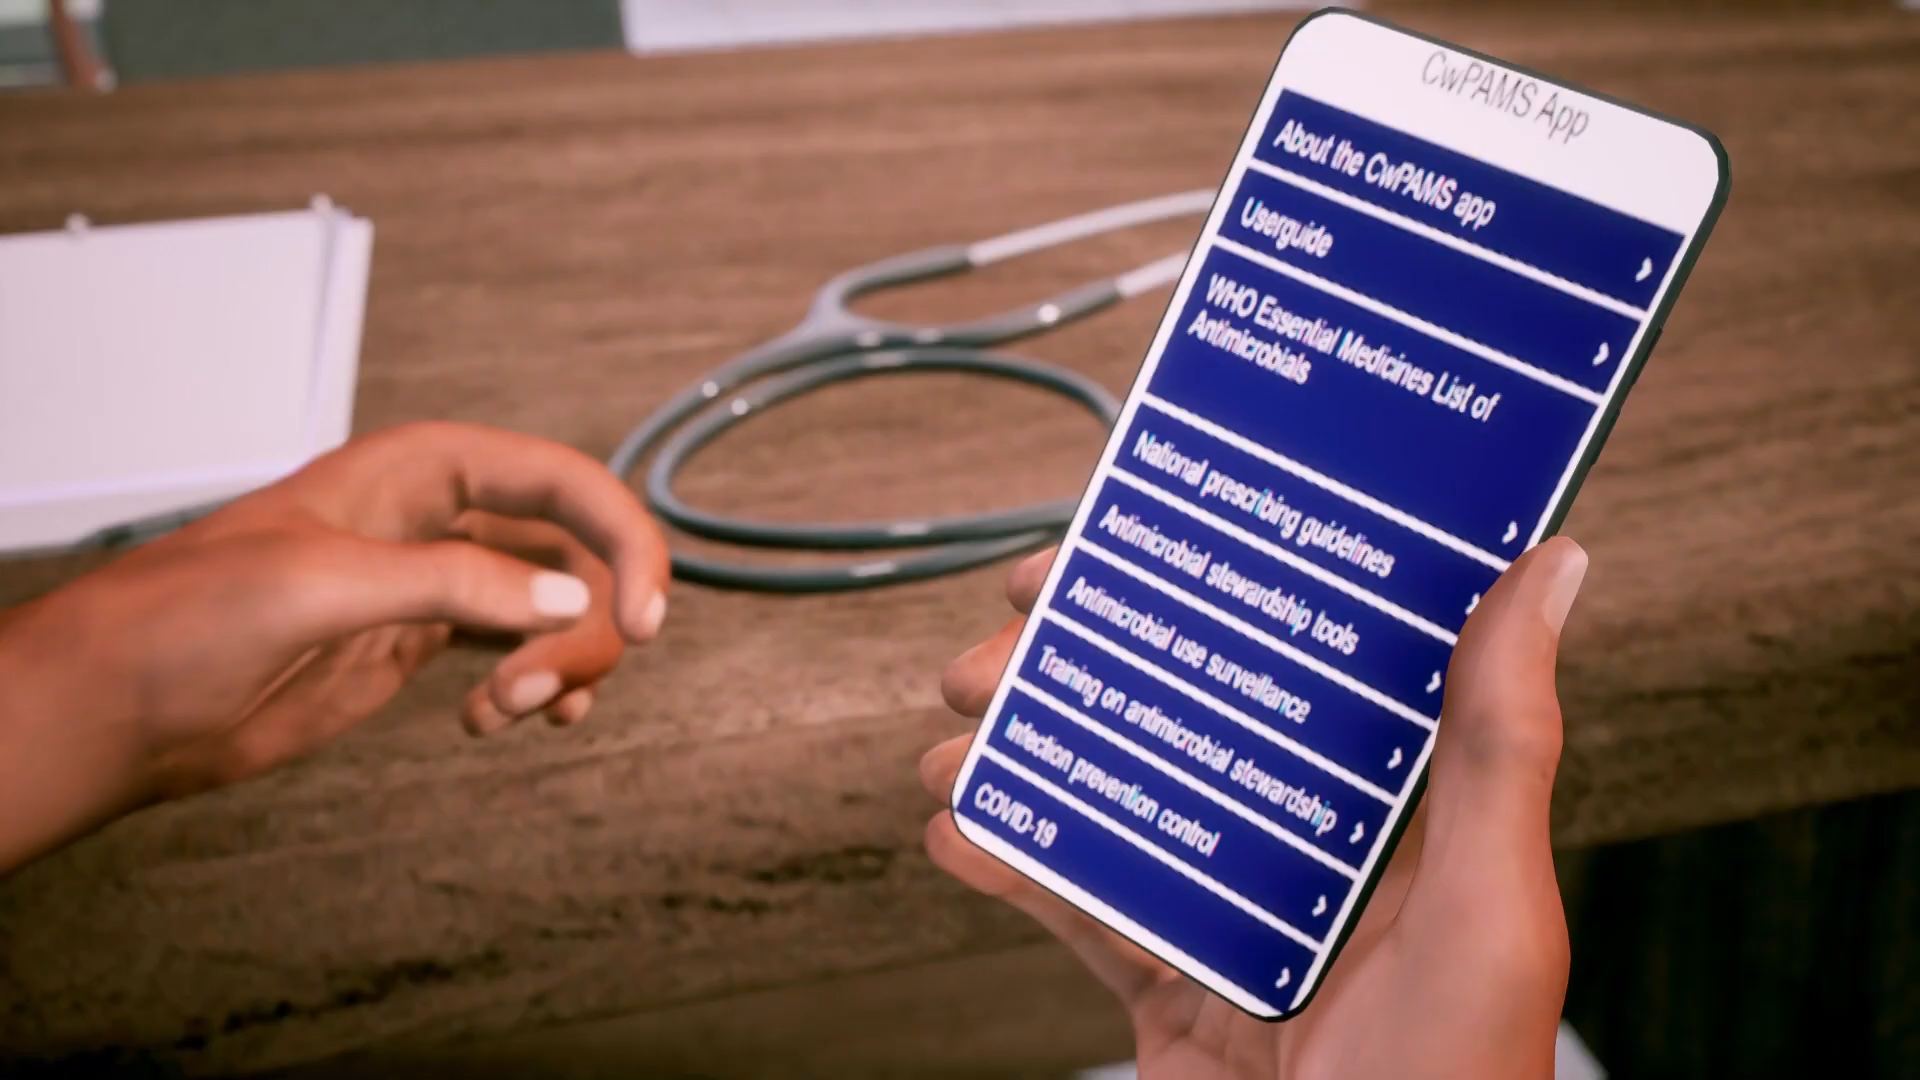 CwPAMS App
About the CwPAMS app
Userguide
WHO Essential Medicines List of
Antimicrobials
National prescribing guidelines
Antimicrobial stewardship tools
Antimicrobial use surveillance
Training on antimicrobial stewardship
Infection prevention control
COVID-19